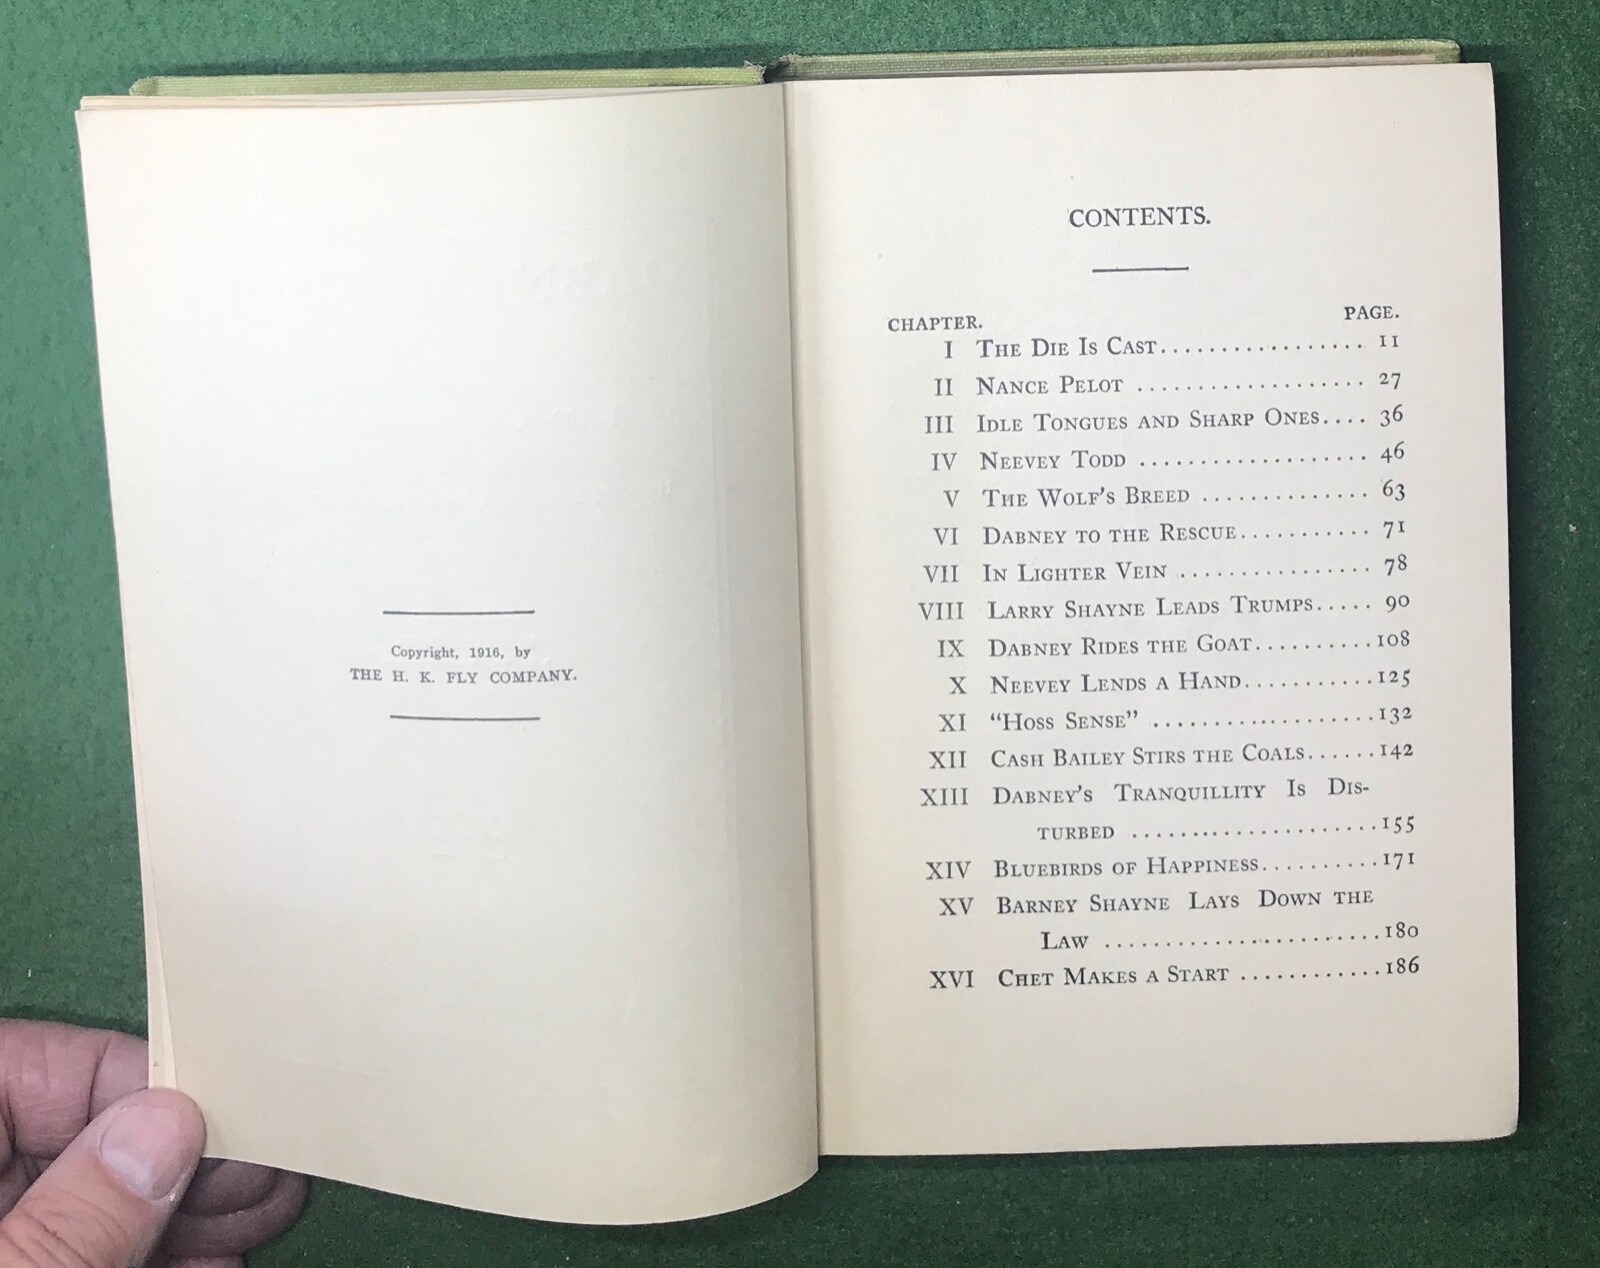 Copyright, 1916, by
THE H. K. FLY COMPANY.
CONTENTS.
CHAPTER. PAGE.
I THE DIE IS CAST................. 11
II NANCE PELOT ................... 27
III IDLE TONGUES AND SHARP ONES.... 36
IV NEEVEY TODD ................... 46
V THE WOLF'S BREED .............. 63
VI DABNEY TO THE RESCUE........... 71
VII IN LIGHTER VEIN ................ 78
VIII LARRY SHAYNE LEADS TRUMPS..... 90
IX DABNEY RIDES THE GOAT..........108
X NEEVEY LENDS A HAND...........125
XI "HOSS SENSE" ..................132
XII CASH BAILEY STIRS THE COALS......142
XIII DABNEY'S TRANQUILLITY IS DIS-
TURBED .....................155
XIV BLUEBIRDS OF HAPPINESS..........171
XV BARNEY SHAYNE LAYS DOWN THE
LAW .......................180
XVI CHET MAKES A START ............186